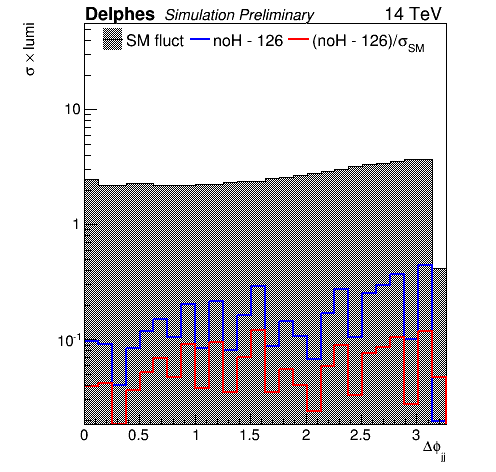 Delphes Simulation Preliminary 14 TeV
σ × lumi
SM fluct noH - 126 (noH - 126)/σSM
10
1
10-1
0 0.5 1 1.5 2 2.5 3
Δϕjj